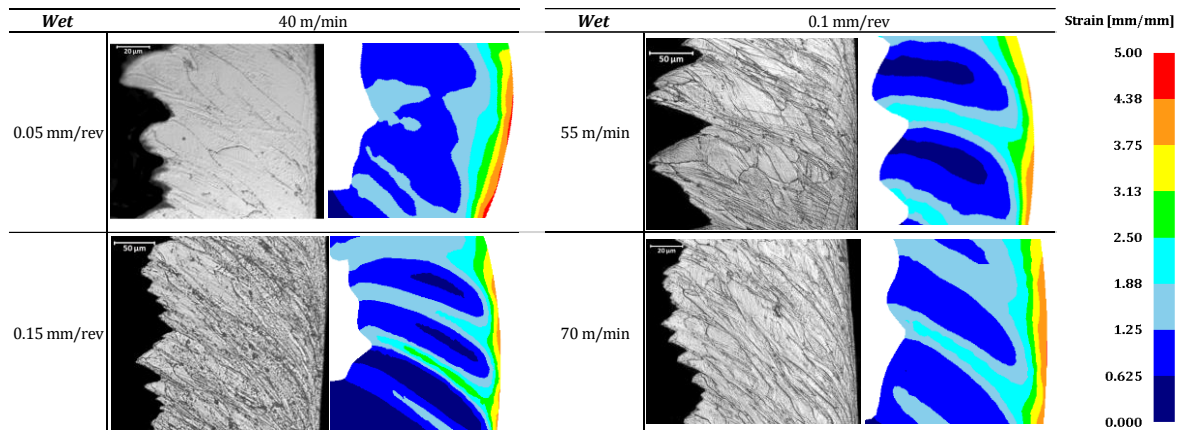 Wet 40 m/min
Wet 0.1 mm/rev
Strain [mm/mm]
0.05 mm/rev
20 µm
55 m/min
50 µm
0.15 mm/rev
50 µm
70 m/min
20 µm
5.00
4.38
3.75
3.13
2.50
1.88
1.25
0.625
0.000